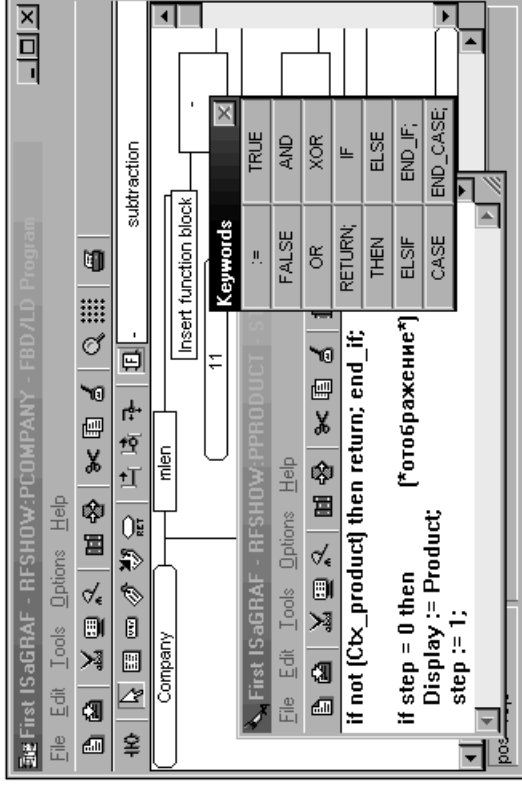 First ISaGRAF - RFSHOW:PCOMPANY - FBD/LD Program
File Edit Tools Options Help
- subtraction
Company
mlen
Insert function block
11
-
First ISaGRAF - RFSHOW:PPRODUCT - S
File Edit Tools Options Help
if not (Ctx_product) then return; end_if;
if step = 0 then (*отображение*)
Display := Product;
step := 1;
Keywords
:= TRUE
FALSE AND
OR XOR
RETURN; IF
THEN ELSE
ELSIF END_IF;
CASE END_CASE;